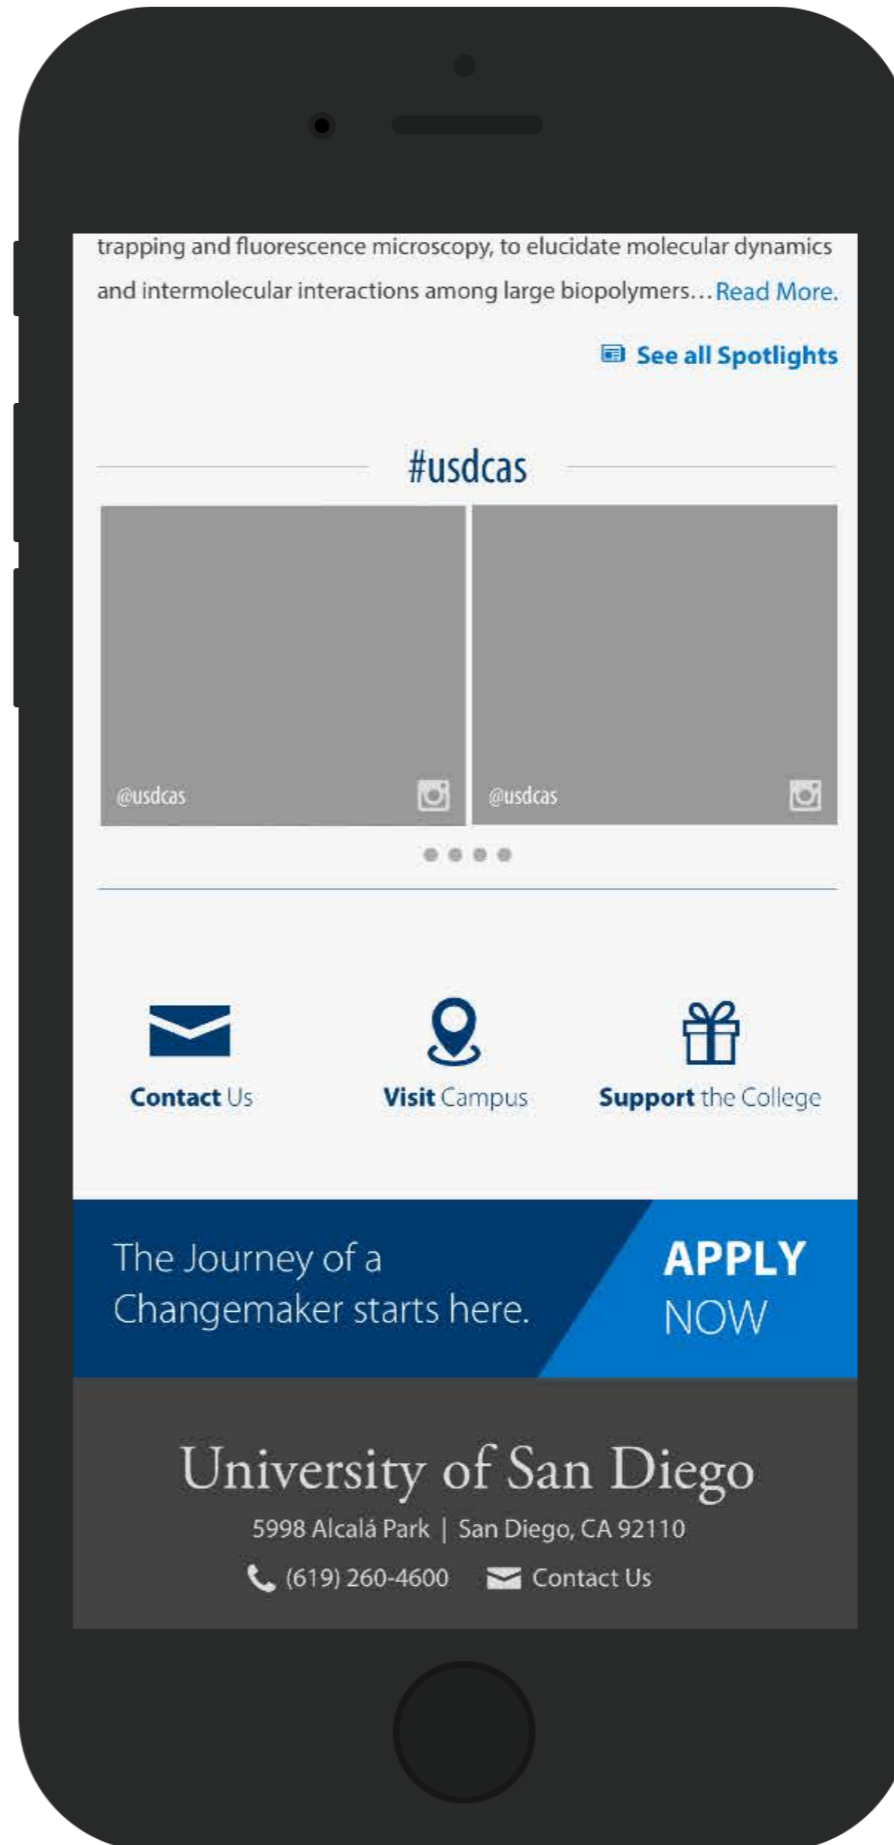 trapping and fluorescence microscopy, to elucidate molecular dynamics
and intermolecular interactions among large biopolymers...Read More.
See all Spotlights
#usdcas
@usdcas
@usdcas
Contact Us
Visit Campus
Support the College
The Journey of a
Changemaker starts here.
APPLY
NOW
University of San Diego
5998 Alcalá Park | San Diego, CA 92110
(619) 260-4600 Contact Us